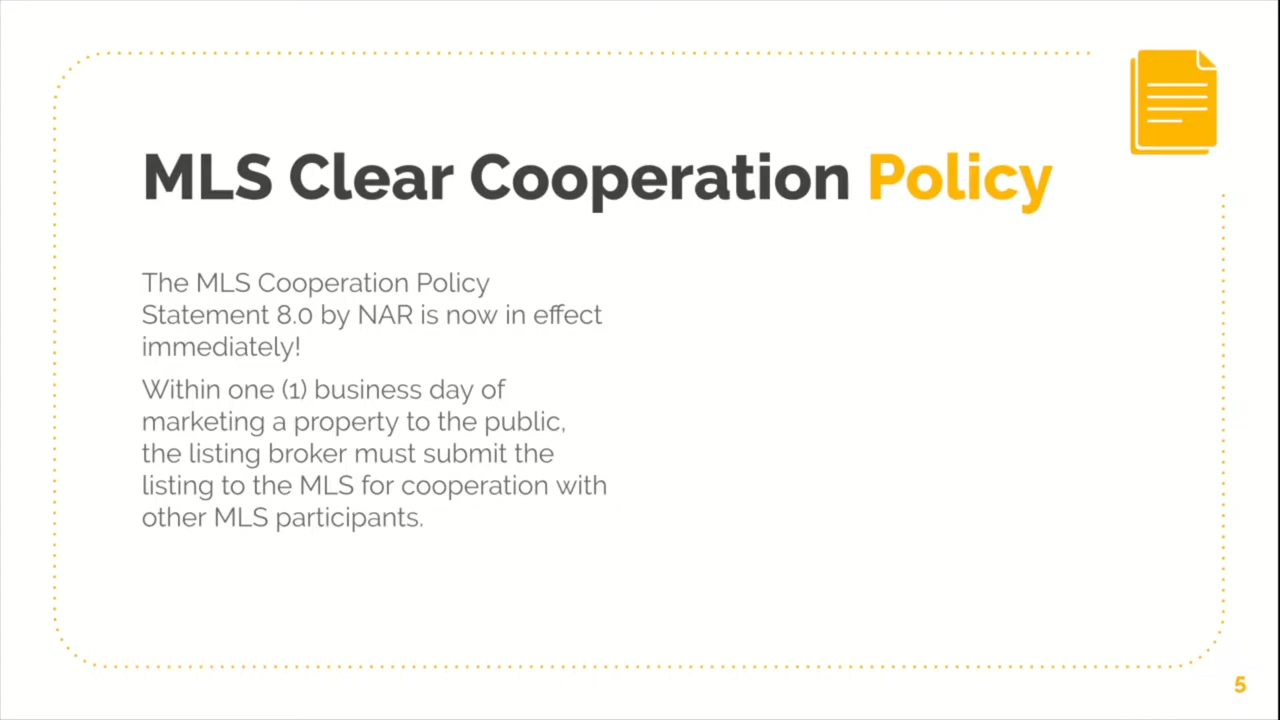 MLS Clear Cooperation Policy
The MLS Cooperation Policy
Statement 8.0 by NAR is now in effect
immediately!
Within one (1) business day of
marketing a property to the public,
the listing broker must submit the
listing to the MLS for cooperation with
other MLS participants.
5